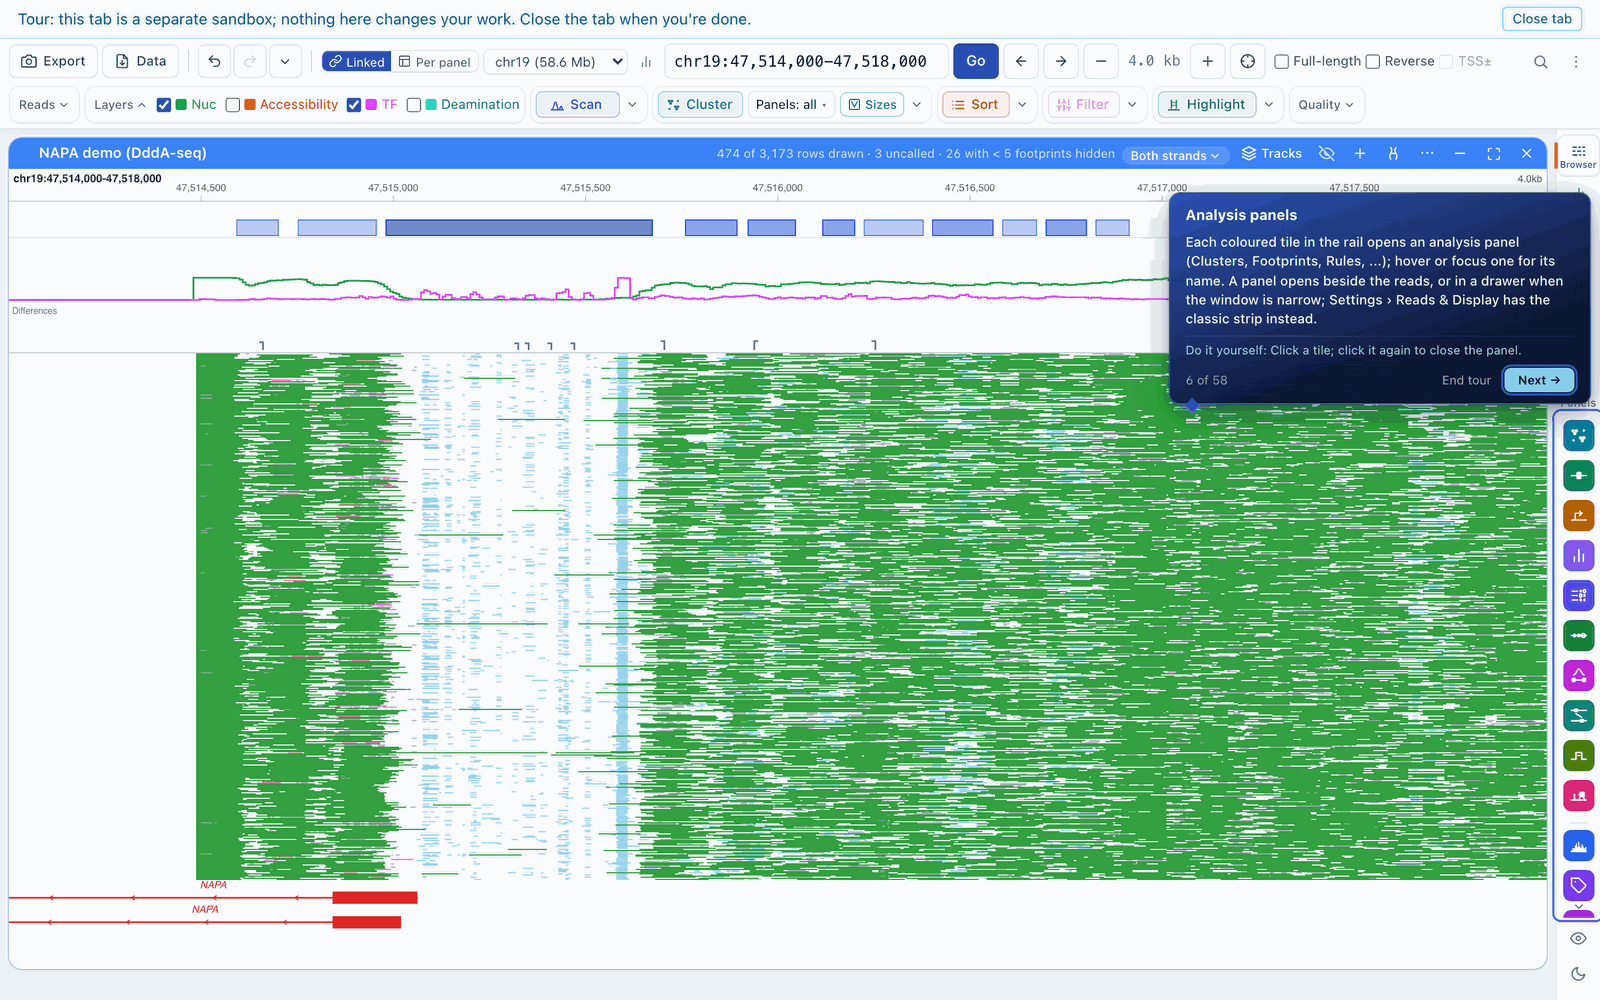 Tour: this tab is a separate sandbox; nothing here changes your work. Close the tab when you're done.
Close tab
Export
Data
Linked
Per panel
chr19 (58.6 Mb)
chr19:47,514,000–47,518,000
Go
4.0 kb
Full-length
Reverse
TSS±
Reads
Layers
Nuc
Accessibility
TF
Deamination
Scan
Cluster
Panels: all
Sizes
Sort
Filter
Highlight
Quality
NAPA demo (DddA-seq)
474 of 3,173 rows drawn · 3 uncalled · 26 with < 5 footprints hidden
Both strands
Tracks
Browser
chr19:47,514,000-47,518,000
4.0kb
47,514,500
47,515,000
47,515,500
47,516,000
47,516,500
47,517,000
47,517,500
Differences
Analysis panels
Each coloured tile in the rail opens an analysis panel
(Clusters, Footprints, Rules, ...); hover or focus one for its
name. A panel opens beside the reads, or in a drawer when
the window is narrow; Settings › Reads & Display has the
classic strip instead.
Do it yourself: Click a tile; click it again to close the panel.
6 of 58
End tour
Next →
Panels
NAPA
NAPA